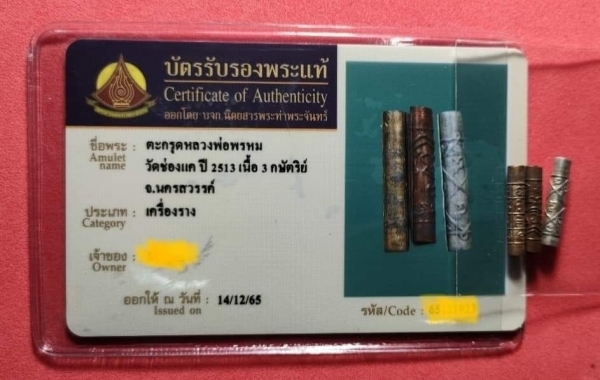 บัตรรับรองพระแท้
Certificate of Authenticity
ออกโดย บจก.นิตยสารพระท่าพระจันทร์
ชื่อพระ : ตะกรุดหลวงพ่อพรหม
Amulet name
วัดช่องแค ปี 2513 เนื้อ 3 กษัตริย์
จ.นครสวรรค์
ประเภท : เครื่องราง
Category
เจ้าของ :
Owner
ออกให้ ณ วันที่ : 14/12/65
Issued on
รหัส/Code :